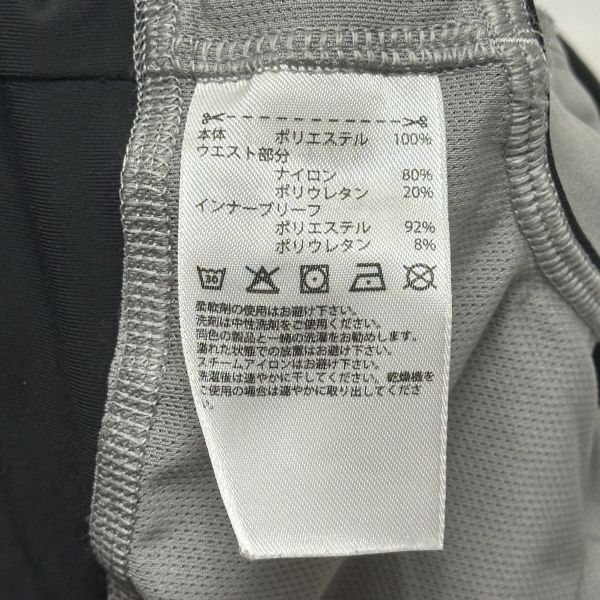 本体 ポリエステル 100%
ウエスト部分
ナイロン 80%
ポリウレタン 20%
インナーブリーフ
ポリエステル 92%
ポリウレタン 8%
30
柔軟剤の使用はお避け下さい。
洗剤は中性洗剤をご使用ください。
同色の製品と一緒の洗濯をお勧めします。
濡れた状態での放置はお避け下さい。
スチームアイロンはお避け下さい。
洗濯後は速やかに干してください。乾燥機を
ご使用の場合は速やかに取り出してください。